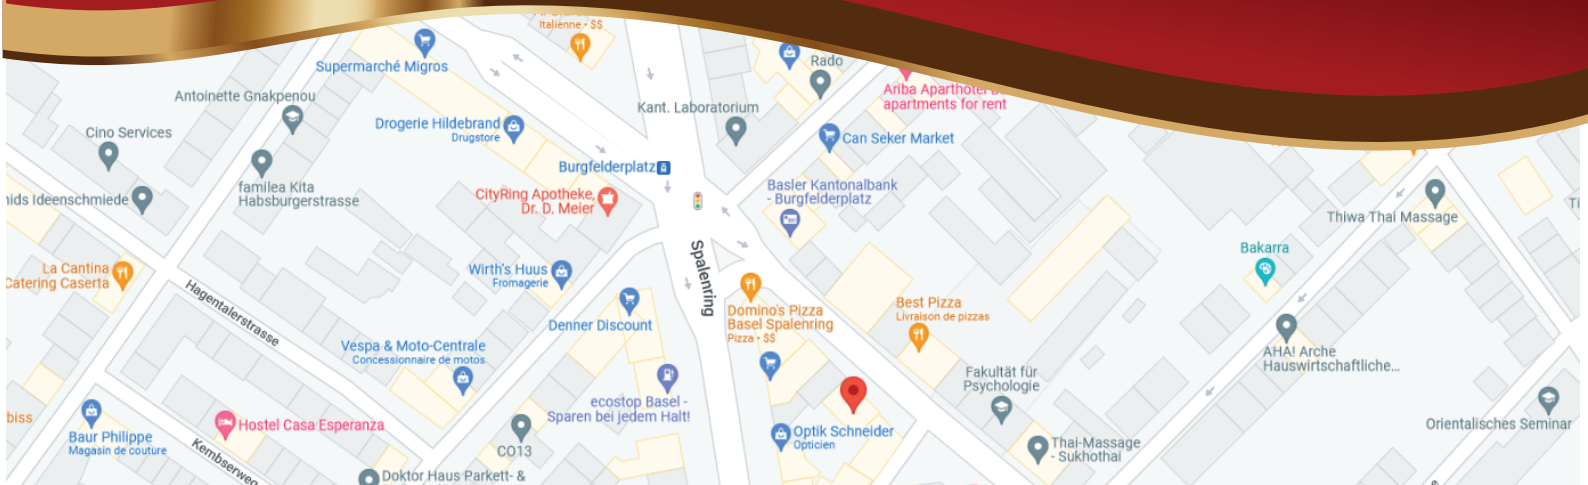 Italienne • $$
Supermarché Migros
Rado
Ariba Aparthotel
apartments for rent
Antoinette Gnakpenou
Kant. Laboratorium
Cino Services
Drogerie Hildebrand
Drugstore
Can Seker Market
Burgfelderplatz
familea Kita
Habsburgerstrasse
CityRing Apotheke,
Dr. D. Meier
Basler Kantonalbank
- Burgfelderplatz
Ideenschmiede
Thiwa Thai Massage
Bakarra
La Cantina
Catering Caserta
Wirth's Huus
Fromagerie
Spalenring
Hagentalerstrasse
Denner Discount
Domino's Pizza
Basel Spalenring
Pizza • $$
Best Pizza
Livraison de pizzas
Vespa & Moto-Centrale
Concessionnaire de motos
AHA! Arche
Hauswirtschaftliche...
Fakultät für
Psychologie
ecostop Basel -
Sparen bei jedem Halt!
biss
Hostel Casa Esperanza
Baur Philippe
Magasin de couture
Optik Schneider
Opticien
Orientalisches Seminar
CO13
Thai-Massage
- Sukhothai
Kembserweg
Doktor Haus Parkett- &